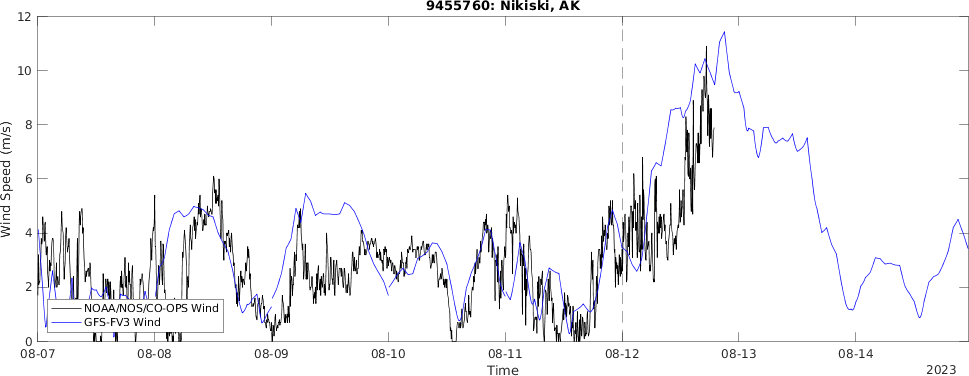 9455760: Nikiski, AK
12
10
8
6
4
2
0
Wind Speed (m/s)
NOAA/NOS/CO-OPS Wind
GFS-FV3 Wind
08-07 08-08 08-09 08-10 08-11 08-12 08-13 08-14
Time
2023